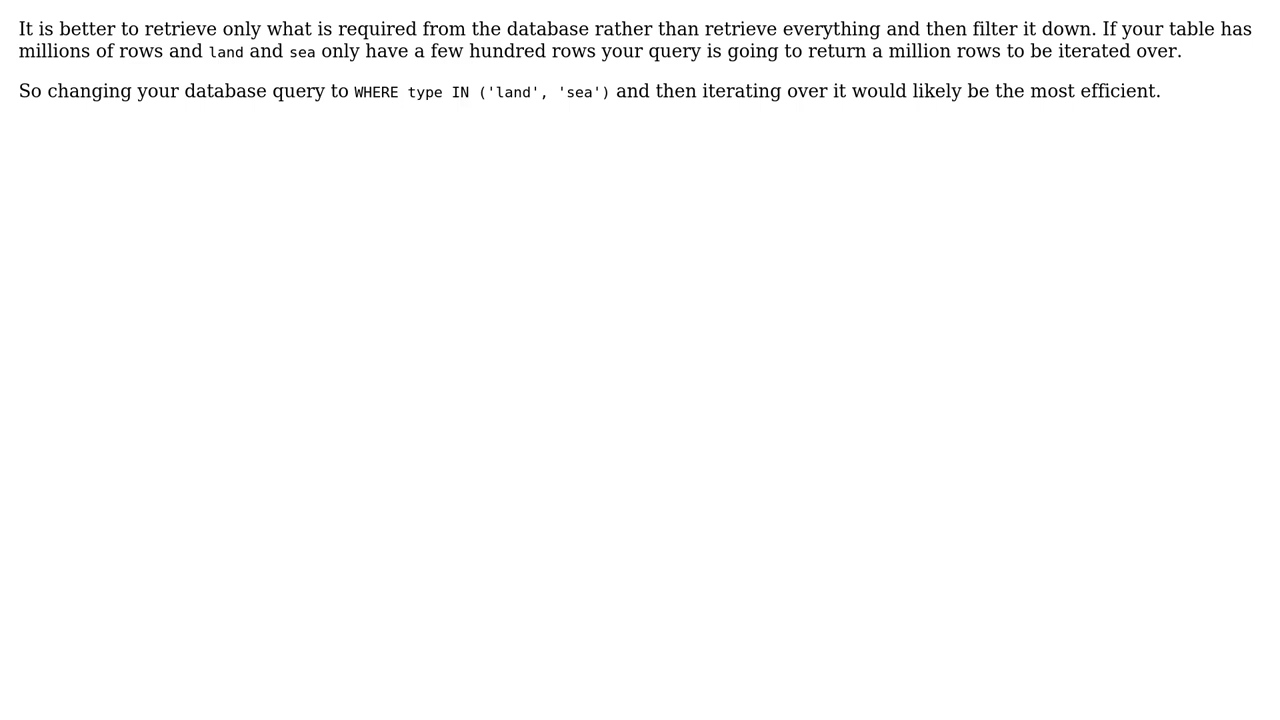 It is better to retrieve only what is required from the database rather than retrieve everything and then filter it down. If your table has
millions of rows and land and sea only have a few hundred rows your query is going to return a million rows to be iterated over.
So changing your database query to WHERE type IN ('land', 'sea') and then iterating over it would likely be the most efficient.